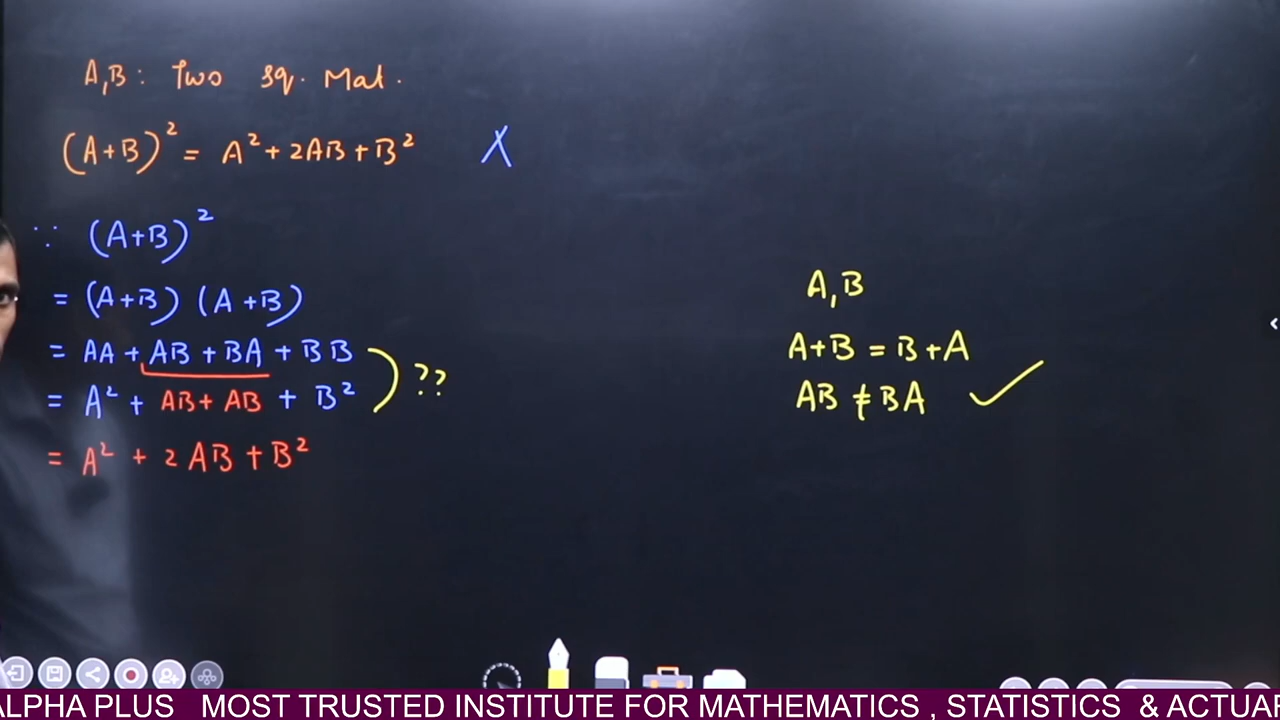 A,B: Two sq. Mat.
(A+B)² = A² + 2AB + B² X
∵ (A+B)²
= (A+B) (A+B)
= AA + AB + BA + BB
= A² + AB + AB + B² ??
= A² + 2AB + B²
A,B
A+B = B+A
AB ≠ BA ✓
ALPHA PLUS MOST TRUSTED INSTITUTE FOR MATHEMATICS , STATISTICS & ACTUAR